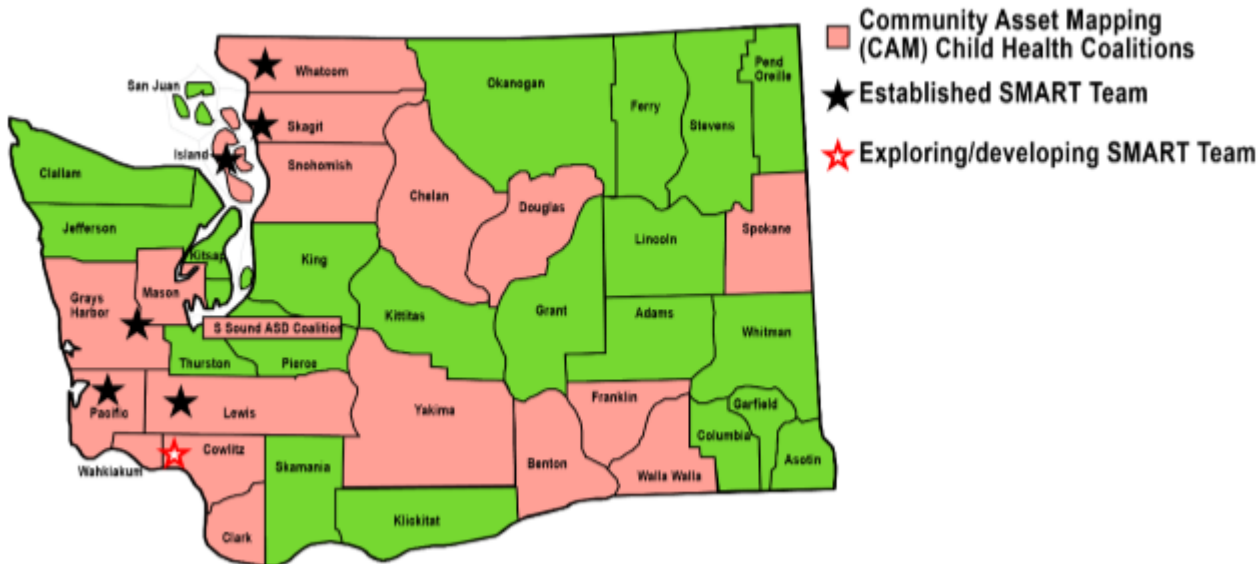 Community Asset Mapping
(CAM) Child Health Coalitions
Established SMART Team
Exploring/developing SMART Team
Whatcom
San Juan
Okanogan
Pend
Oreille
Ferry
Stevens
Skagit
Island
Snohomish
Clallam
Chelan
Douglas
Jefferson
Spokane
Lincoln
Kitsap
King
Mason
Grays
Harbor
Kittitas
Grant
Adams
Whitman
S Sound ASD Coalition
Thurston
Pierce
Pacific
Lewis
Yakima
Franklin
Garfield
Columbia
Asotin
Cowlitz
Wahkiakum
Skamania
Benton
Walla Walla
Klickitat
Clark